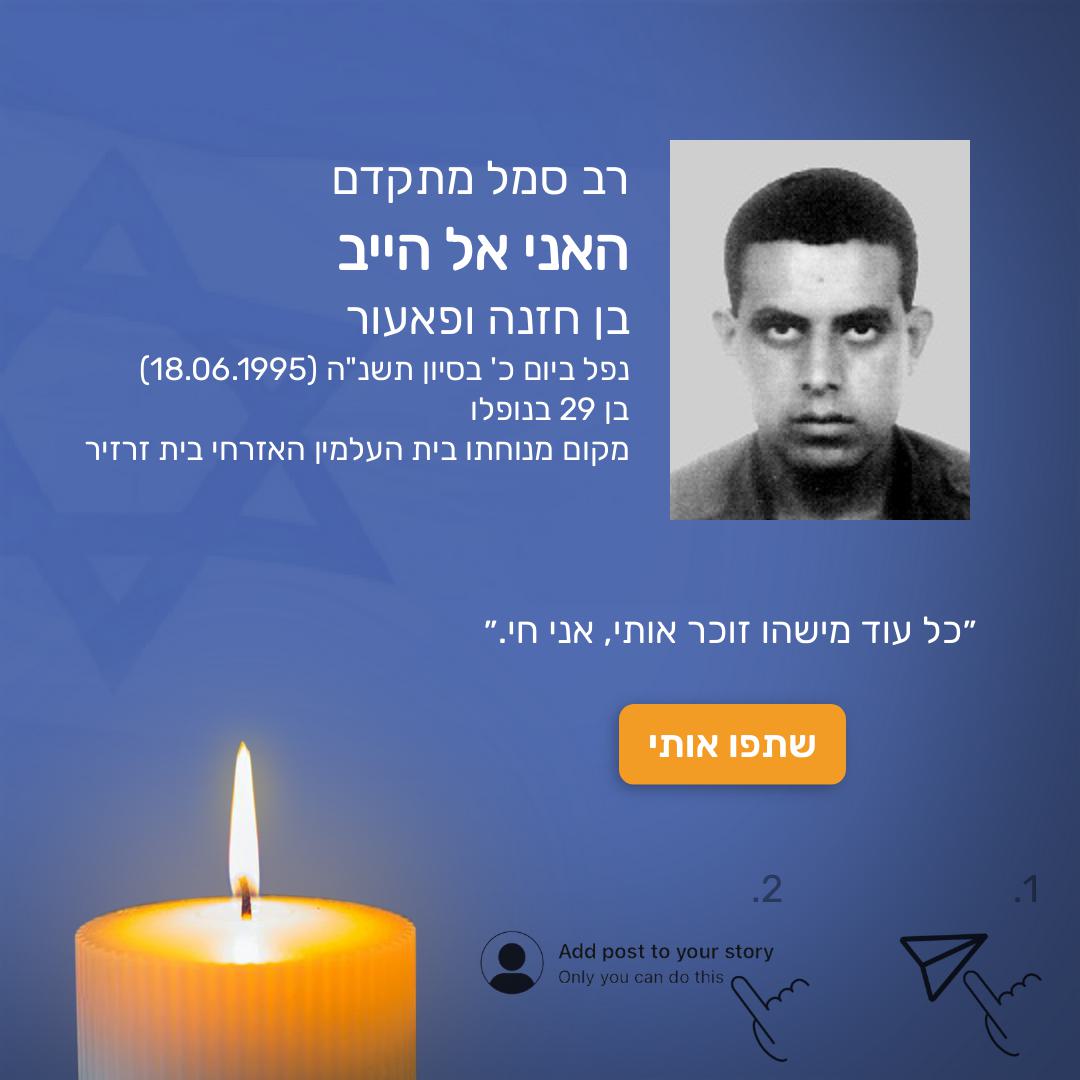 רב סמל מתקדם
האני אל הייב
בן חזנה ופאעור
נפל ביום כ' בסיון תשנ"ה (18.06.1995)
בן 29 בנופלו
מקום מנוחתו בית העלמין האזרחי בית זרזיר
״כל עוד מישהו זוכר אותי, אני חי.״
שתפו אותי
.1
.2
Add post to your story
Only you can do this